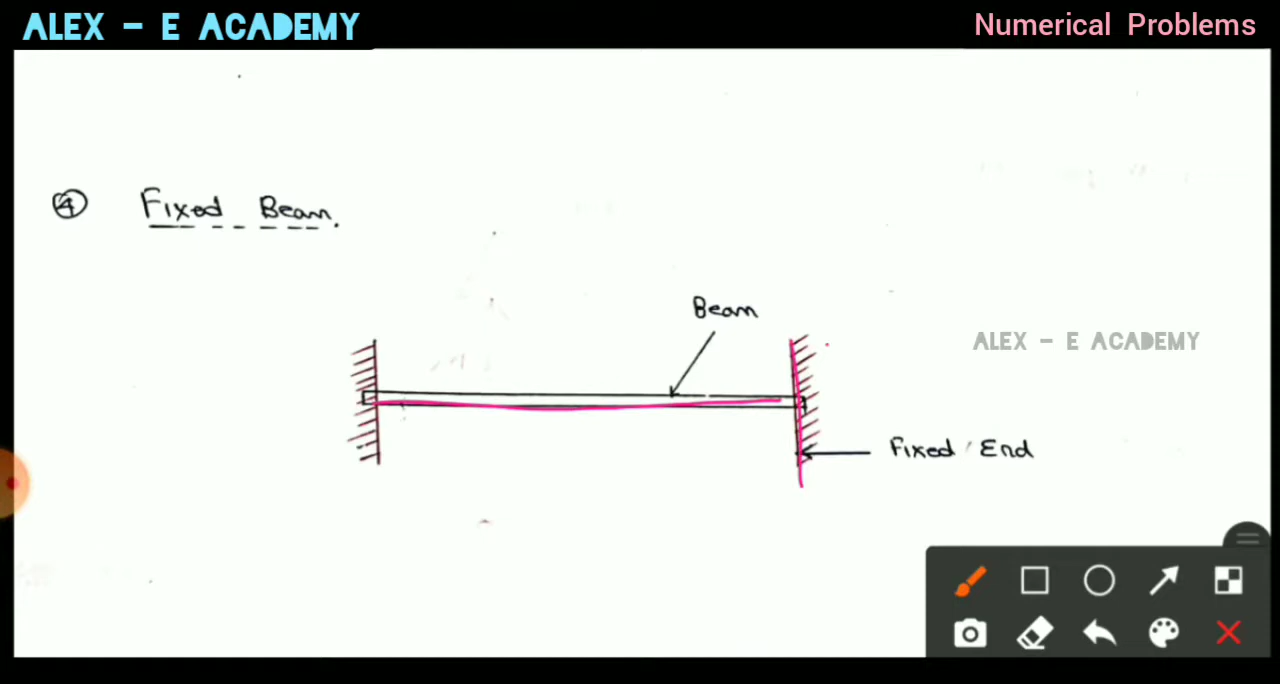 ALEX - E ACADEMY
Numerical Problems
④ Fixed Beam.
Beam
ALEX - E ACADEMY
Fixed End